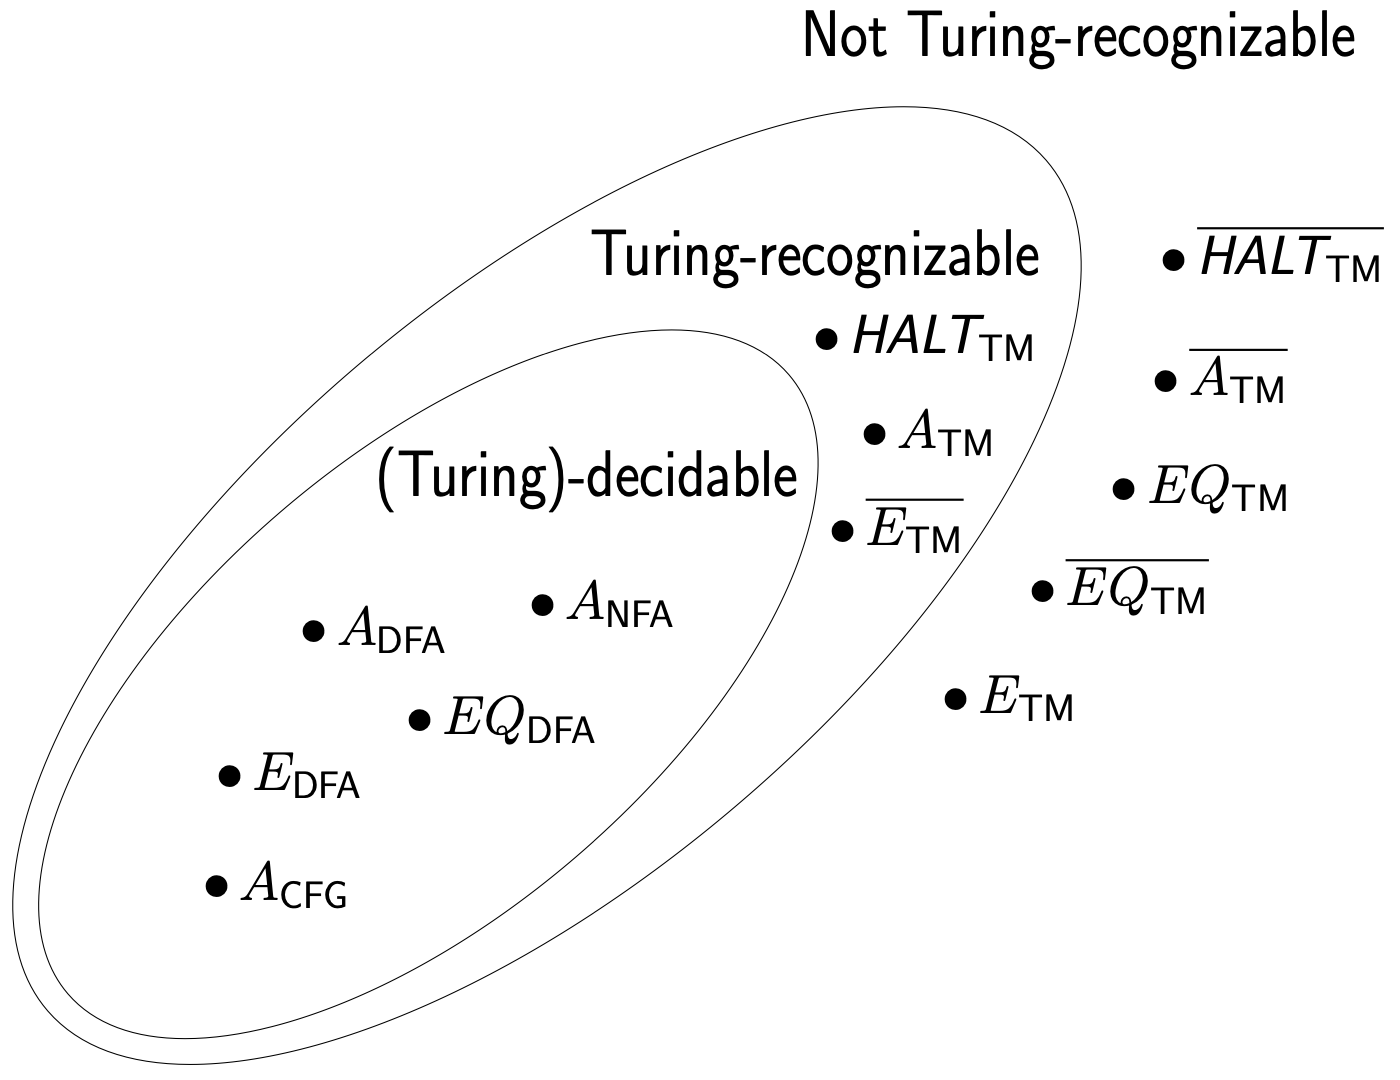 Not Turing-recognizable
Turing-recognizable
$\overline{HALT_{TM}}$
$HALT_{TM}$
$\overline{A_{TM}}$
$A_{TM}$
(Turing)-decidable
$EQ_{TM}$
$\overline{E_{TM}}$
$\overline{EQ_{TM}}$
$A_{NFA}$
$A_{DFA}$
$E_{TM}$
$EQ_{DFA}$
$E_{DFA}$
$A_{CFG}$